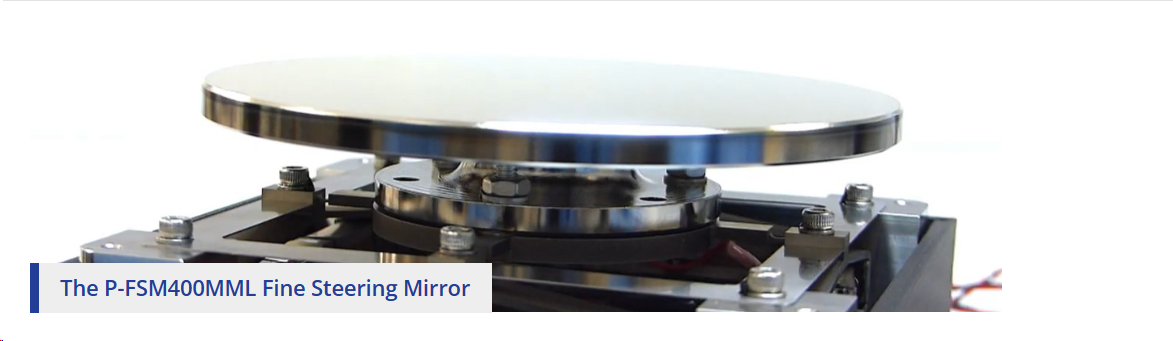 The P-FSM400MML Fine Steering Mirror